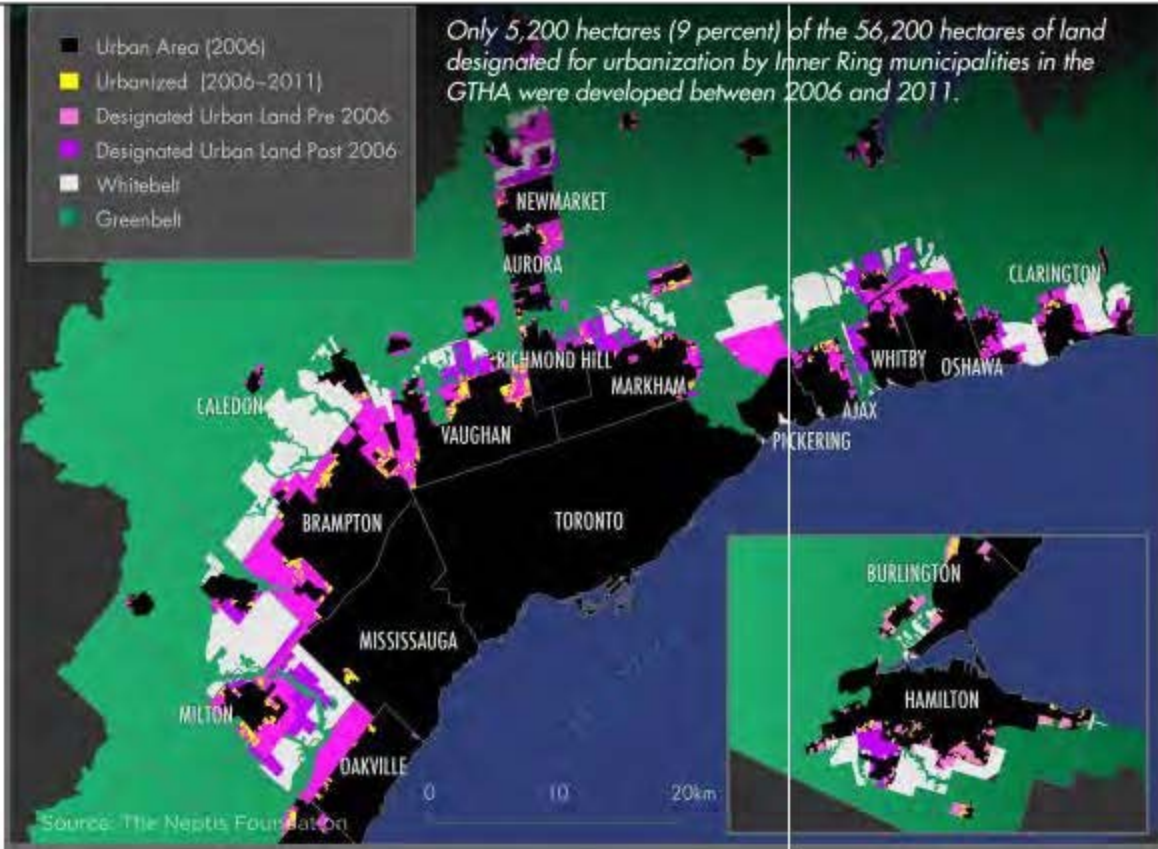 Only 5,200 hectares (9 percent) of the 56,200 hectares of land
designated for urbanization by Inner Ring municipalities in the
GTHA were developed between 2006 and 2011.
Urban Area (2006)
Urbanized (2006–2011)
Designated Urban Land Pre 2006
Designated Urban Land Post 2006
Whitebelt
Greenbelt
NEWMARKET
AURORA
CLARINGTON
RICHMOND HILL
WHITBY
OSHAWA
MARKHAM
CALEDON
AJAX
VAUGHAN
PICKERING
BRAMPTON
TORONTO
BURLINGTON
MISSISSAUGA
HAMILTON
MILTON
OAKVILLE
0 10 20km
Source: The Neptis Foundation